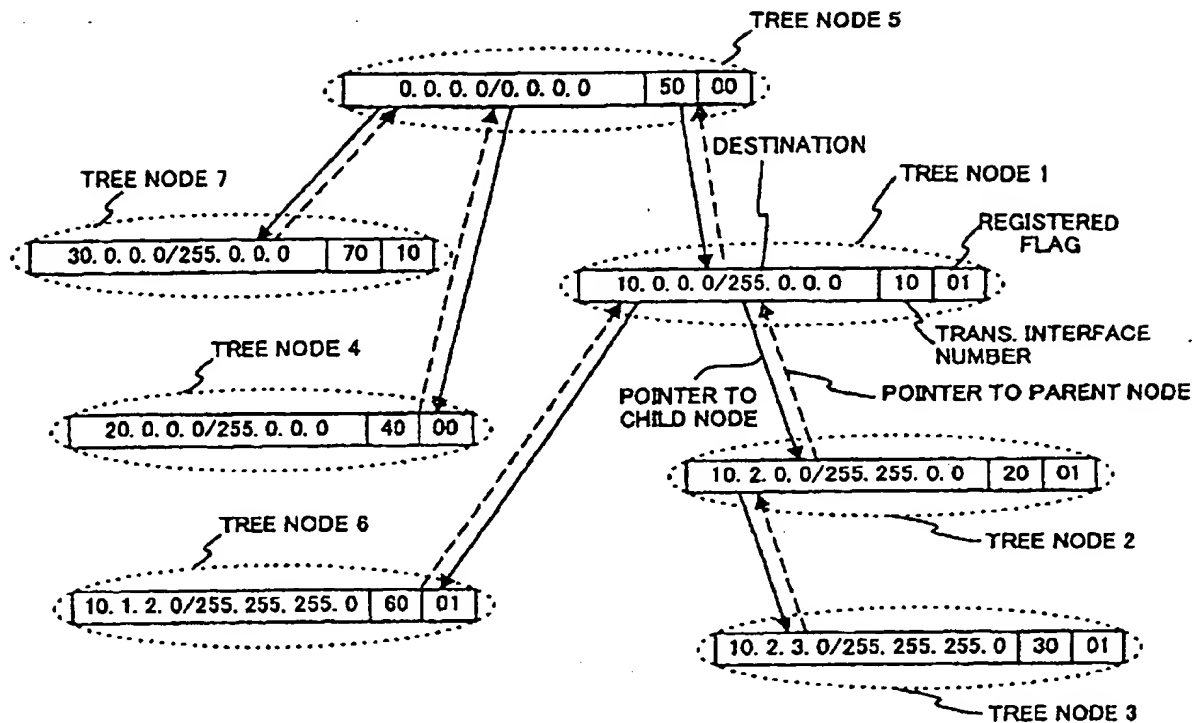 TREE NODE 5
0. 0. 0. 0/0. 0. 0. 0 50 00
DESTINATION
TREE NODE 7
TREE NODE 1
30. 0. 0. 0/255. 0. 0. 0 70 10
REGISTERED
FLAG
10. 0. 0. 0/255. 0. 0. 0 10 01
TREE NODE 4
TRANS. INTERFACE
NUMBER
POINTER TO
CHILD NODE
POINTER TO PARENT NODE
20. 0. 0. 0/255. 0. 0. 0 40 00
10. 2. 0. 0/255. 255. 0. 0 20 01
TREE NODE 6
TREE NODE 2
10. 1. 2. 0/255. 255. 255. 0 60 01
10. 2. 3. 0/255. 255. 255. 0 30 01
TREE NODE 3